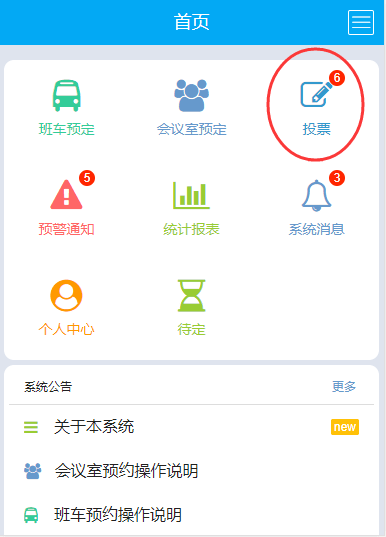 首页
6
班车预定 会议室预定 投票
5 3
预警通知 统计报表 系统消息
个人中心 待定
系统公告 更多
关于本系统 new
会议室预约操作说明
班车预约操作说明